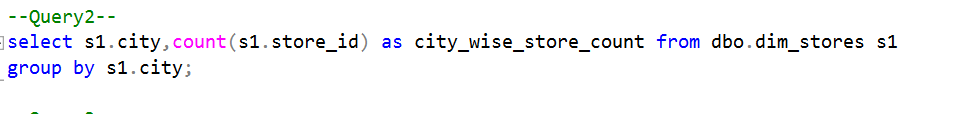 --Query2--
select s1.city,count(s1.store_id) as city_wise_store_count from dbo.dim_stores s1
group by s1.city;